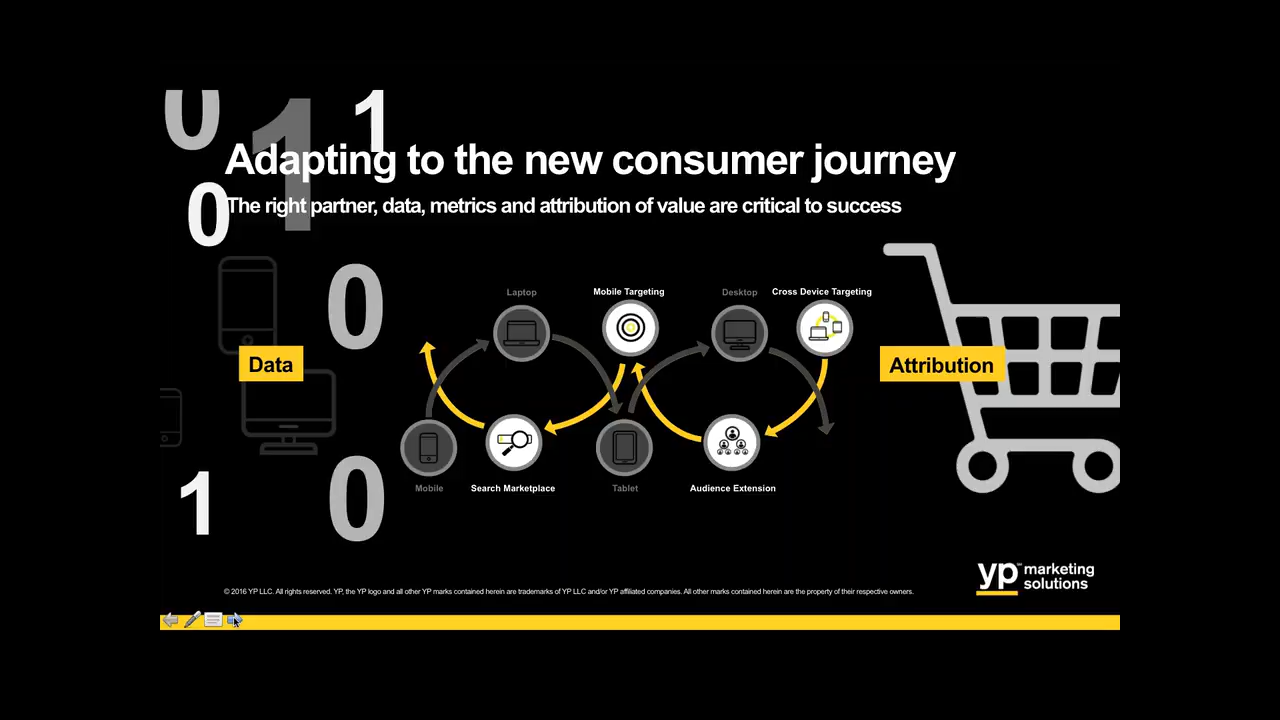 0 1 1
Adapting to the new consumer journey
0
The right partner, data, metrics and attribution of value are critical to success
0
Laptop
Mobile Targeting
Desktop
Cross Device Targeting
Data
Attribution
Mobile
Search Marketplace
Tablet
Audience Extension
1
0
yp marketing
solutions
© 2016 YP LLC. All rights reserved. YP, the YP logo and all other YP marks contained herein are trademarks of YP LLC and/or YP affiliated companies. All other marks contained herein are the property of their respective owners.